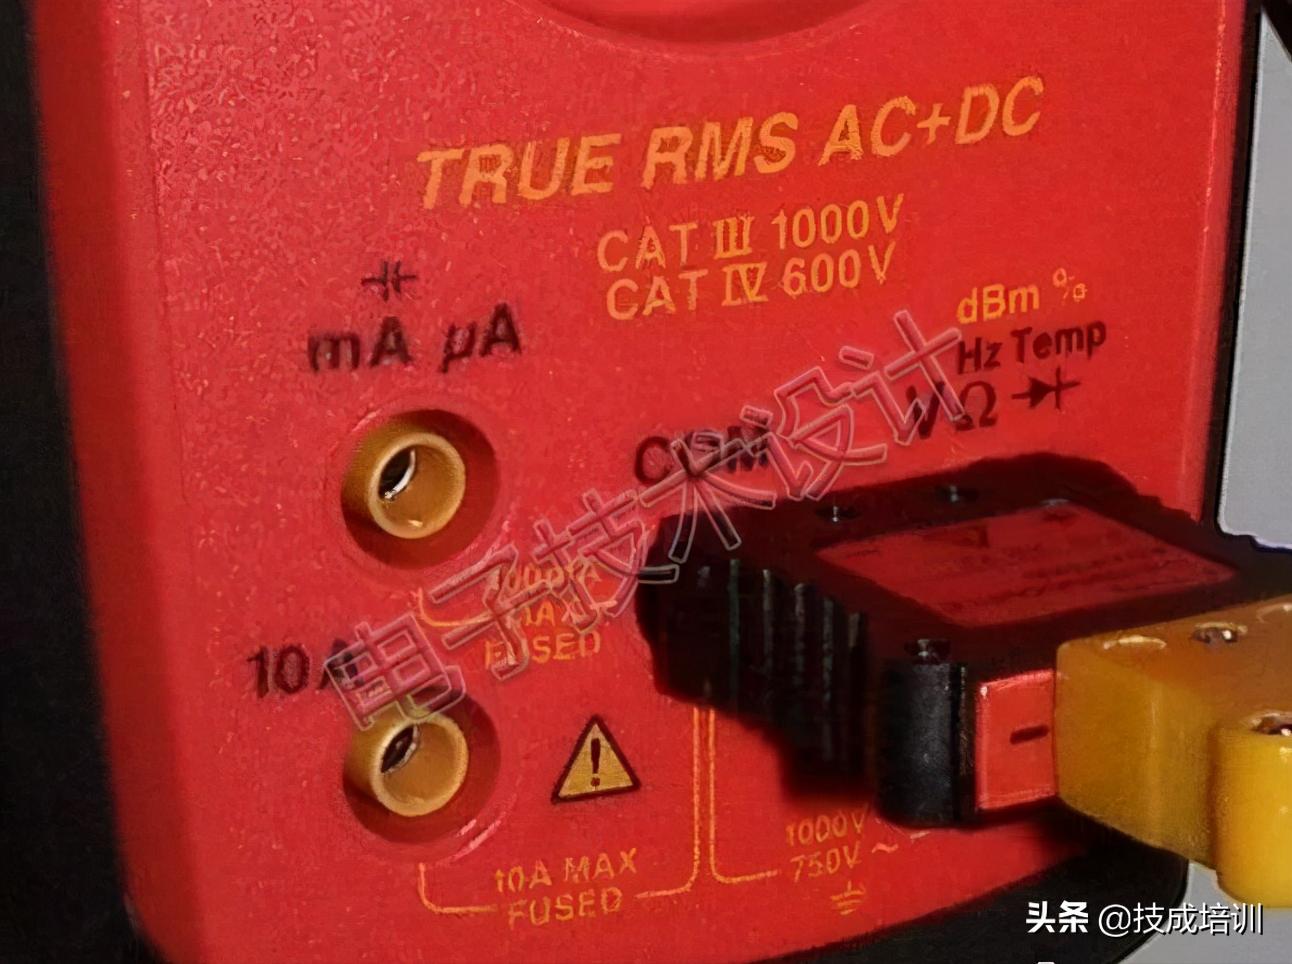 TRUE RMS AC+DC
CAT III 1000V
CAT IV 600V
mA μA
dBm %
Hz Temp
V Ω
COM
电子技术设计
MAX
FUSED
10A
10A MAX
FUSED
1000V
750V ~
头条 @技成培训